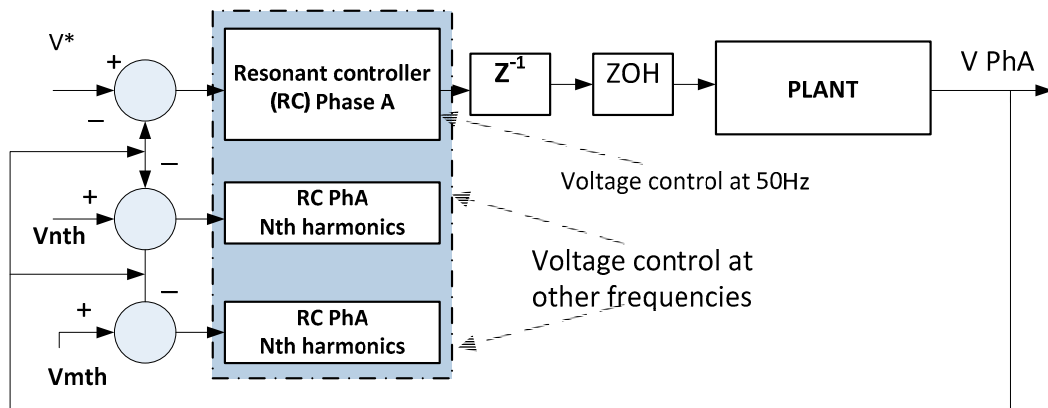 V*
+
−
Resonant controller
(RC) Phase A
Z-1
ZOH
PLANT
V PhA
−
Voltage control at 50Hz
+
Vnth
RC PhA
Nth harmonics
Voltage control at
other frequencies
−
+
Vmth
RC PhA
Nth harmonics